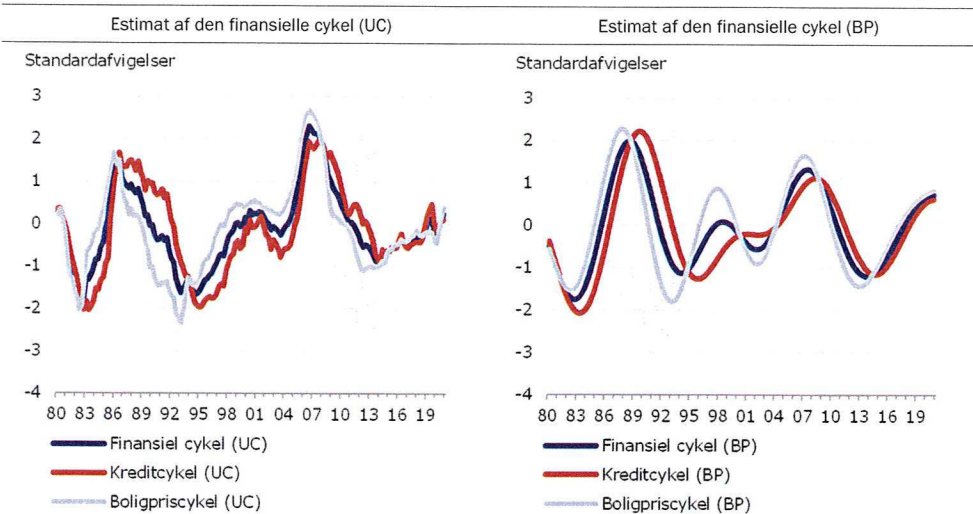 Estimat af den finansielle cykel (UC)
Standardafvigelser
3
2
1
0
-1
-2
-3
-4
80 83 86 89 92 95 98 01 04 07 10 13 16 19
Finansiel cykel (UC)
Kreditcykel (UC)
Boligpriscykel (UC)
Estimat af den finansielle cykel (BP)
Standardafvigelser
3
2
1
0
-1
-2
-3
-4
80 83 86 89 92 95 98 01 04 07 10 13 16 19
Finansiel cykel (BP)
Kreditcykel (BP)
Boligpriscykel (BP)